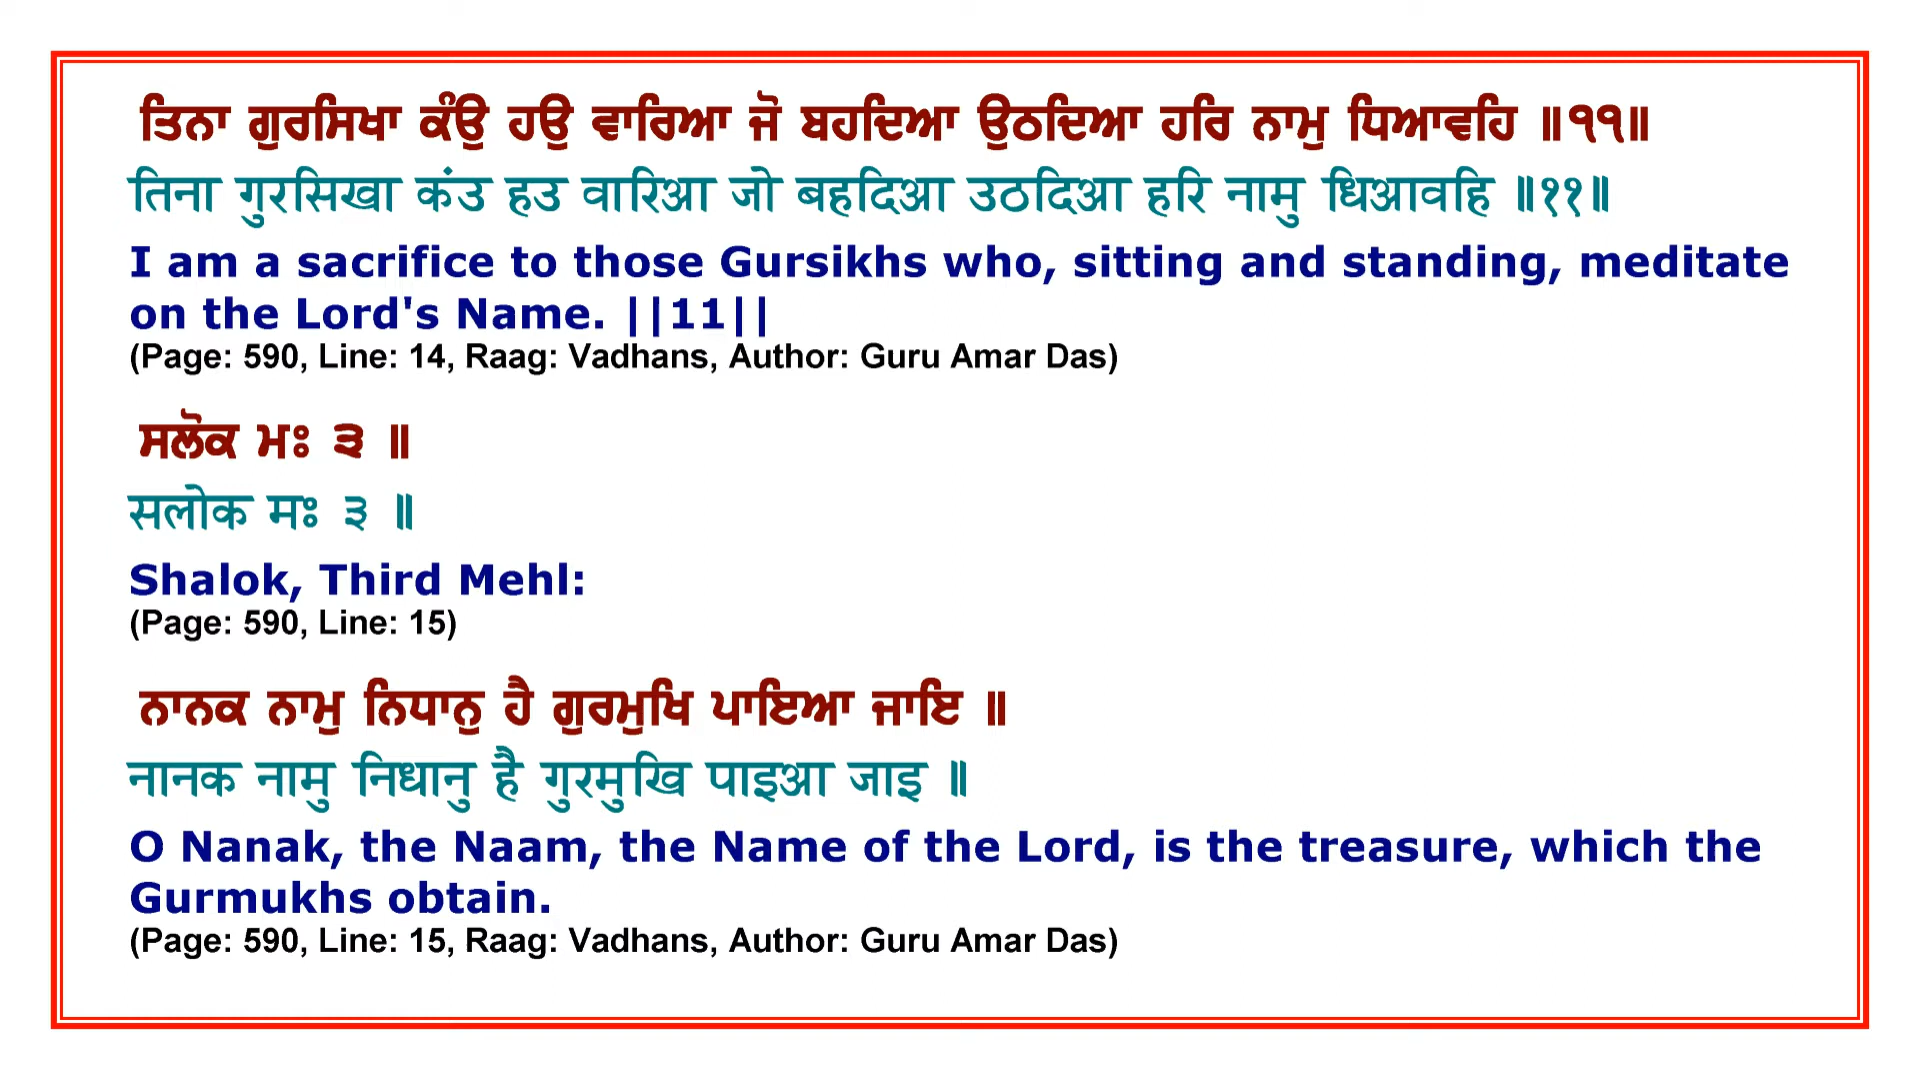 ਤਿਨਾ ਗੁਰਸਿਖਾ ਕੰਉ ਹਉ ਵਾਰਿਆ ਜੋ ਬਹਦਿਆ ਉਠਦਿਆ ਹਰਿ ਨਾਮੁ ਧਿਆਵਹਿ ॥੧੧॥
तिना गुरसिखा कंउ हउ वारिआ जो बहदिआ उठदिआ हरि नामु धिआवहि ॥११॥
I am a sacrifice to those Gursikhs who, sitting and standing, meditate
on the Lord's Name. ||11||
(Page: 590, Line: 14, Raag: Vadhans, Author: Guru Amar Das)
ਸਲੋਕ ਮਃ ੩ ॥
सलोक मः ३ ॥
Shalok, Third Mehl:
(Page: 590, Line: 15)
ਨਾਨਕ ਨਾਮੁ ਨਿਧਾਨੁ ਹੈ ਗੁਰਮੁਖਿ ਪਾਇਆ ਜਾਇ ॥
नानक नामु निधानु है गुरमुखि पाइआ जाइ ॥
O Nanak, the Naam, the Name of the Lord, is the treasure, which the
Gurmukhs obtain.
(Page: 590, Line: 15, Raag: Vadhans, Author: Guru Amar Das)